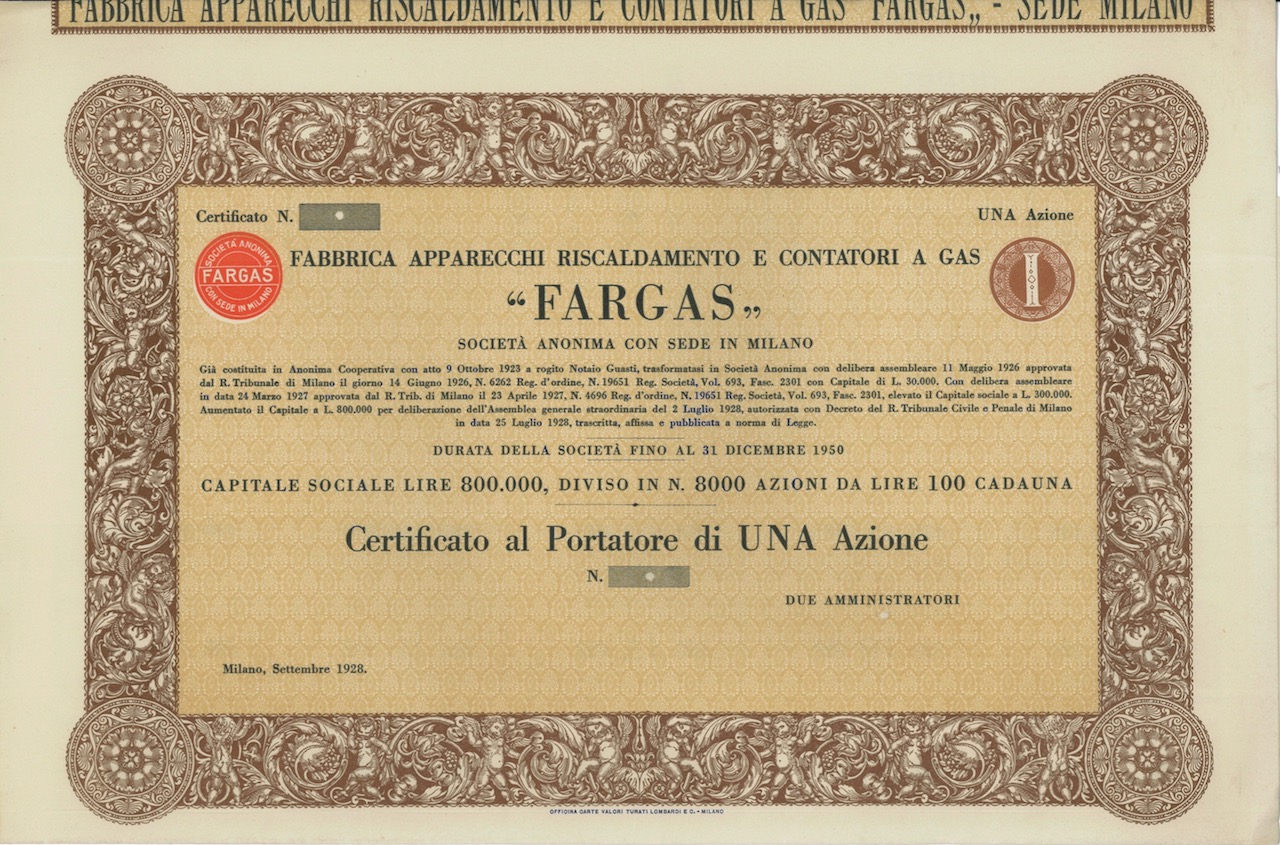 FABBRICA APPARECCHI RISCALDAMENTO E CONTATORI A GAS "FARGAS„ - SEDE MILANO
Certificato N.
UNA Azione
SOCIETÀ ANONIMA
FARGAS
CON SEDE IN MILANO
FABBRICA APPARECCHI RISCALDAMENTO E CONTATORI A GAS
1
“FARGAS„
SOCIETÀ ANONIMA CON SEDE IN MILANO
Già costituita in Anonima Cooperativa con atto 9 Ottobre 1923 a rogito Notaio Guasti, trasformatasi in Società Anonima con delibera assembleare 11 Maggio 1926 approvata
dal R. Tribunale di Milano il giorno 14 Giugno 1926, N. 6262 Reg. d'ordine, N. 19651 Reg. Società, Vol, 693, Fasc. 2301 con Capitale di L. 30.000. Con delibera assembleare
in data 24 Marzo 1927 approvata dal R. Trib. di Milano il 23 Aprile 1927, N. 4696 Reg. d'ordine, N. 19651 Reg. Società, Vol. 693, Fasc. 2301, elevato il Capitale sociale a L. 300.000.
Aumentato il Capitale a L. 800.000 per deliberazione dell'Assemblea generale straordinaria del 2 Luglio 1928, autorizzata con Decreto del R. Tribunale Civile e Penale di Milano
in data 25 Luglio 1928, trascritta, affissa e pubblicata a norma di Legge.
DURATA DELLA SOCIETÀ FINO AL 31 DICEMBRE 1950
CAPITALE SOCIALE LIRE 800.000, DIVISO IN N. 8000 AZIONI DA LIRE 100 CADAUNA
Certificato al Portatore di UNA Azione
N.
DUE AMMINISTRATORI
Milano, Settembre 1928.
OFFICINA CARTE VALORI TURATI LOMBARDI E C. - MILANO